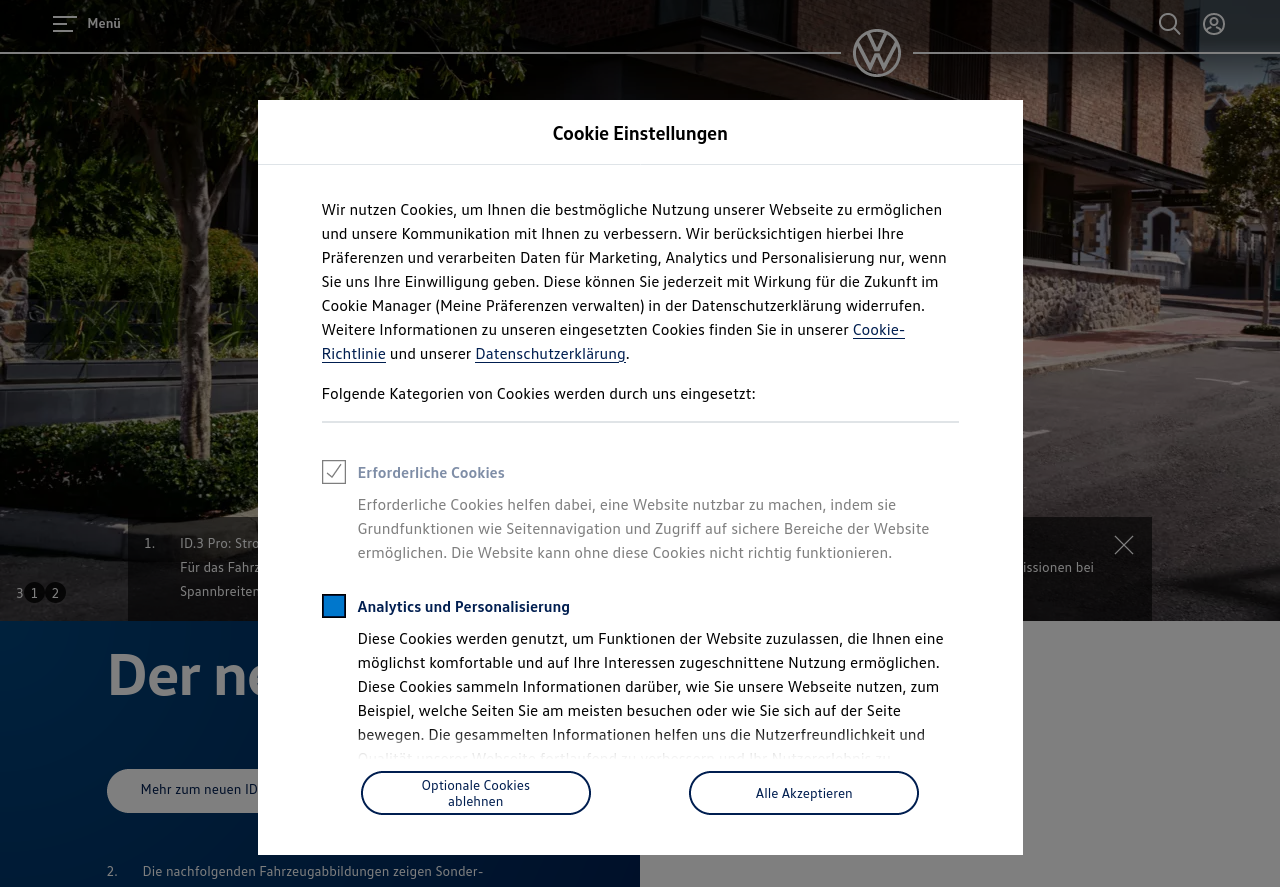 Menü
Cookie Einstellungen
Wir nutzen Cookies, um Ihnen die bestmögliche Nutzung unserer Webseite zu ermöglichen
und unsere Kommunikation mit Ihnen zu verbessern. Wir berücksichtigen hierbei Ihre
Präferenzen und verarbeiten Daten für Marketing, Analytics und Personalisierung nur, wenn
Sie uns Ihre Einwilligung geben. Diese können Sie jederzeit mit Wirkung für die Zukunft im
Cookie Manager (Meine Präferenzen verwalten) in der Datenschutzerklärung widerrufen.
Weitere Informationen zu unseren eingesetzten Cookies finden Sie in unserer Cookie-
Richtlinie und unserer Datenschutzerklärung.
Folgende Kategorien von Cookies werden durch uns eingesetzt:
Erforderliche Cookies
Erforderliche Cookies helfen dabei, eine Website nutzbar zu machen, indem sie
Grundfunktionen wie Seitennavigation und Zugriff auf sichere Bereiche der Website
ermöglichen. Die Website kann ohne diese Cookies nicht richtig funktionieren.
Analytics und Personalisierung
Diese Cookies werden genutzt, um Funktionen der Website zuzulassen, die Ihnen eine
möglichst komfortable und auf Ihre Interessen zugeschnittene Nutzung ermöglichen.
Diese Cookies sammeln Informationen darüber, wie Sie unsere Webseite nutzen, zum
Beispiel, welche Seiten Sie am meisten besuchen oder wie Sie sich auf der Seite
bewegen. Die gesammelten Informationen helfen uns die Nutzerfreundlichkeit und
Qualität unserer Webseite fortlaufend zu verbessern und Ihr Nutzererlebnis zu
Optionale Cookies
ablehnen
Alle Akzeptieren
1. ID.3 Pro: Stro
Für das Fahrz
issionen bei
Spannbreiten
3 1 2
Der ne
Mehr zum neuen ID
2. Die nachfolgenden Fahrzeugabbildungen zeigen Sonder-